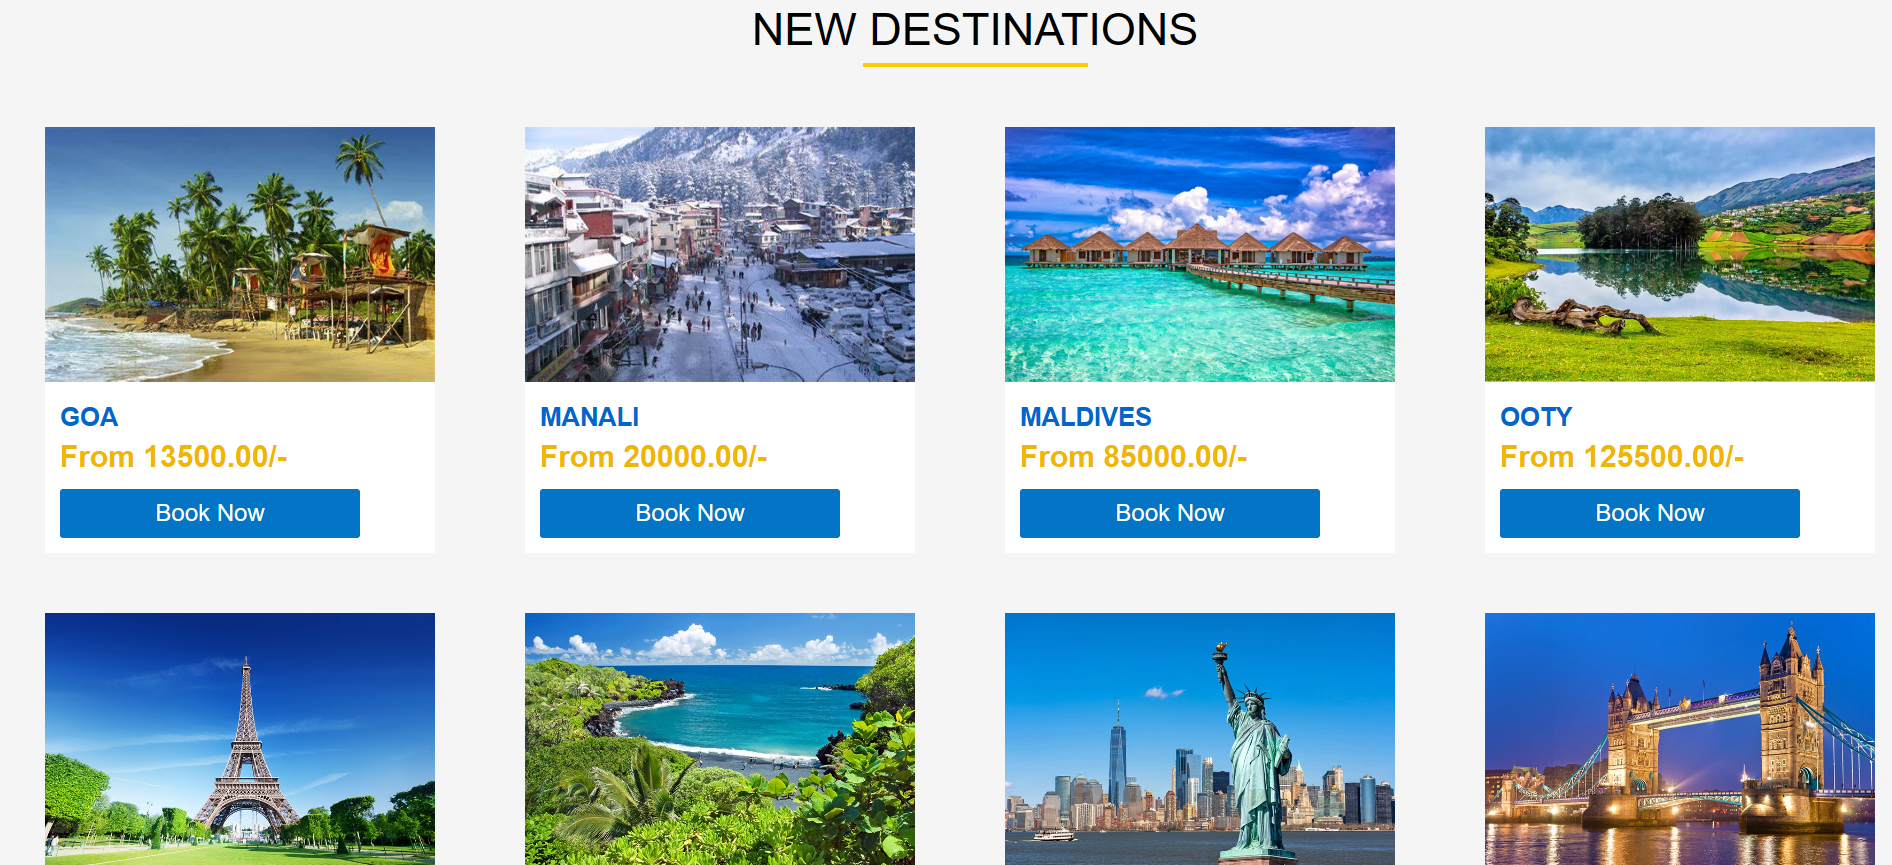 NEW DESTINATIONS
GOA
From 13500.00/-
Book Now
MANALI
From 20000.00/-
Book Now
MALDIVES
From 85000.00/-
Book Now
OOTY
From 125500.00/-
Book Now